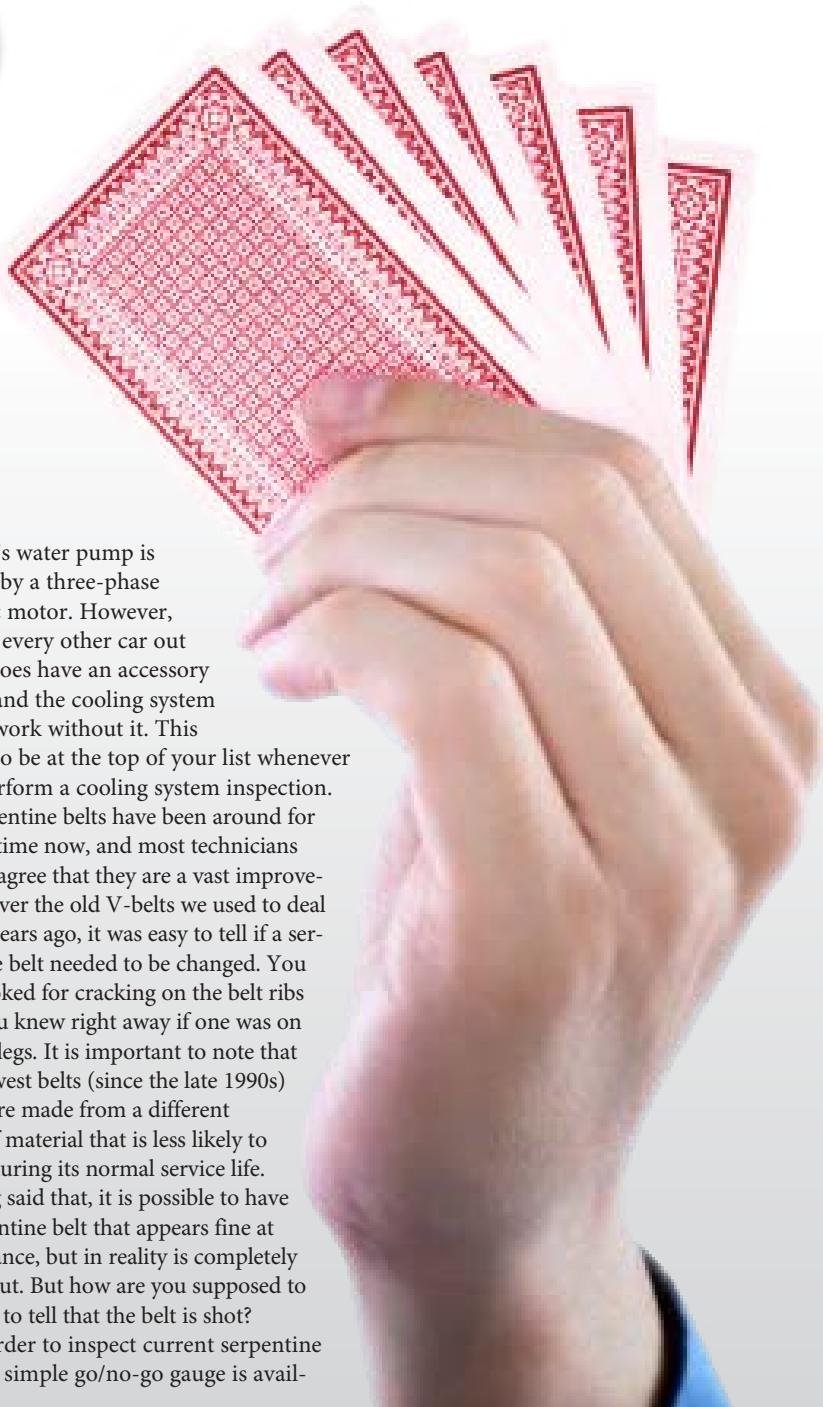 's water pump is
by a three-phase
motor. However,
every other car out
oes have an accessory
and the cooling system
work without it. This
o be at the top of your list whenever
rform a cooling system inspection.
entine belts have been around for
time now, and most technicians
agree that they are a vast improve-
ver the old V-belts we used to deal
ears ago, it was easy to tell if a ser-
e belt needed to be changed. You
oked for cracking on the belt ribs
u knew right away if one was on
legs. It is important to note that
west belts (since the late 1990s)
re made from a different
f material that is less likely to
uring its normal service life.
g said that, it is possible to have
ntine belt that appears fine at
ance, but in reality is completely
ut. But how are you supposed to
to tell that the belt is shot?
rder to inspect current serpentine
simple go/no-go gauge is avail-